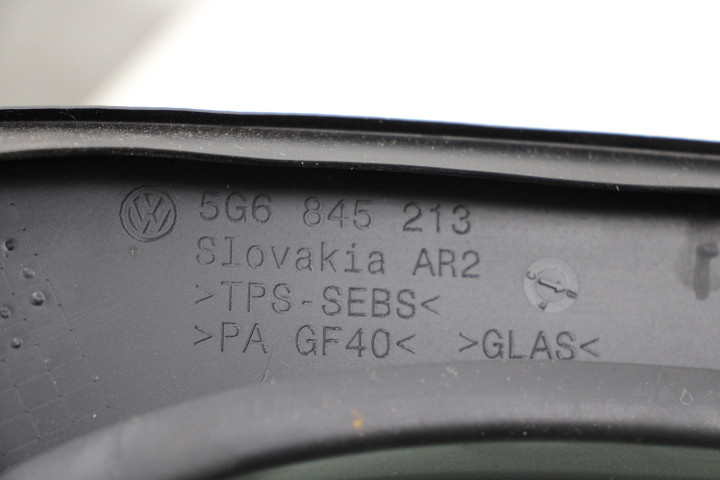 5G6 845 213
Slovakia AR2
>TPS-SEBS<
>PA GF40< >GLAS<